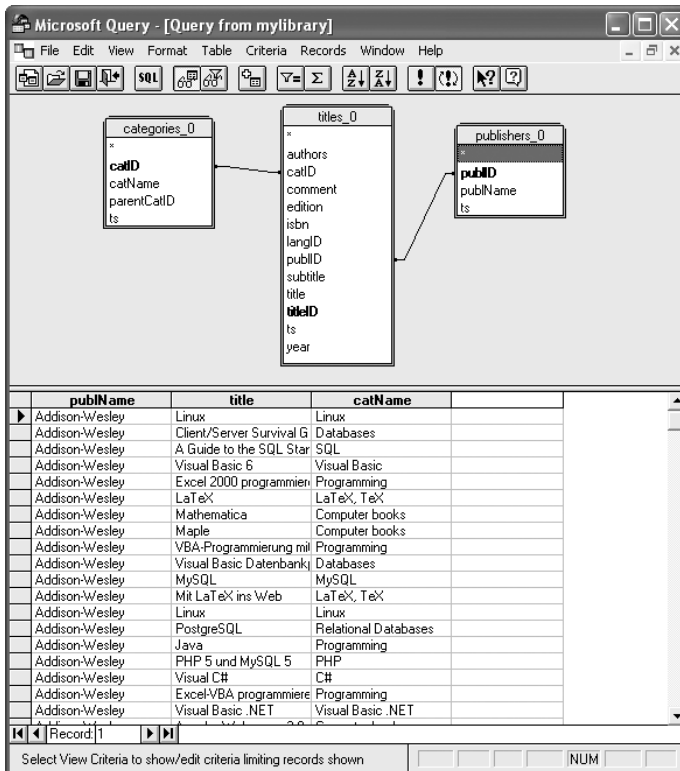 Microsoft Query - [Query from mylibrary]
File Edit View Format Table Criteria Records Window Help
SQL
categories_0
*
catID
catName
parentCatID
ts
titles_0
*
authors
catID
comment
edition
isbn
langID
publID
subtitle
title
titleID
ts
year
publishers_0
*
publID
publName
ts
publName title catName
Addison-Wesley Linux Linux
Addison-Wesley Client/Server Survival G Databases
Addison-Wesley A Guide to the SQL Star SQL
Addison-Wesley Visual Basic 6 Visual Basic
Addison-Wesley Excel 2000 programmier Programming
Addison-Wesley LaTeX LaTeX, TeX
Addison-Wesley Mathematica Computer books
Addison-Wesley Maple Computer books
Addison-Wesley VBA-Programmierung mit Programming
Addison-Wesley Visual Basic Datenbank Databases
Addison-Wesley MySQL MySQL
Addison-Wesley Mit LaTeX ins Web LaTeX, TeX
Addison-Wesley Linux Linux
Addison-Wesley PostgreSQL Relational Databases
Addison-Wesley Java Programming
Addison-Wesley PHP 5 und MySQL 5 PHP
Addison-Wesley Visual C# C#
Addison-Wesley Excel-VBA programmiere Programming
Addison-Wesley Visual Basic .NET Visual Basic .NET
Record: 1
Select View Criteria to show/edit criteria limiting records shown NUM